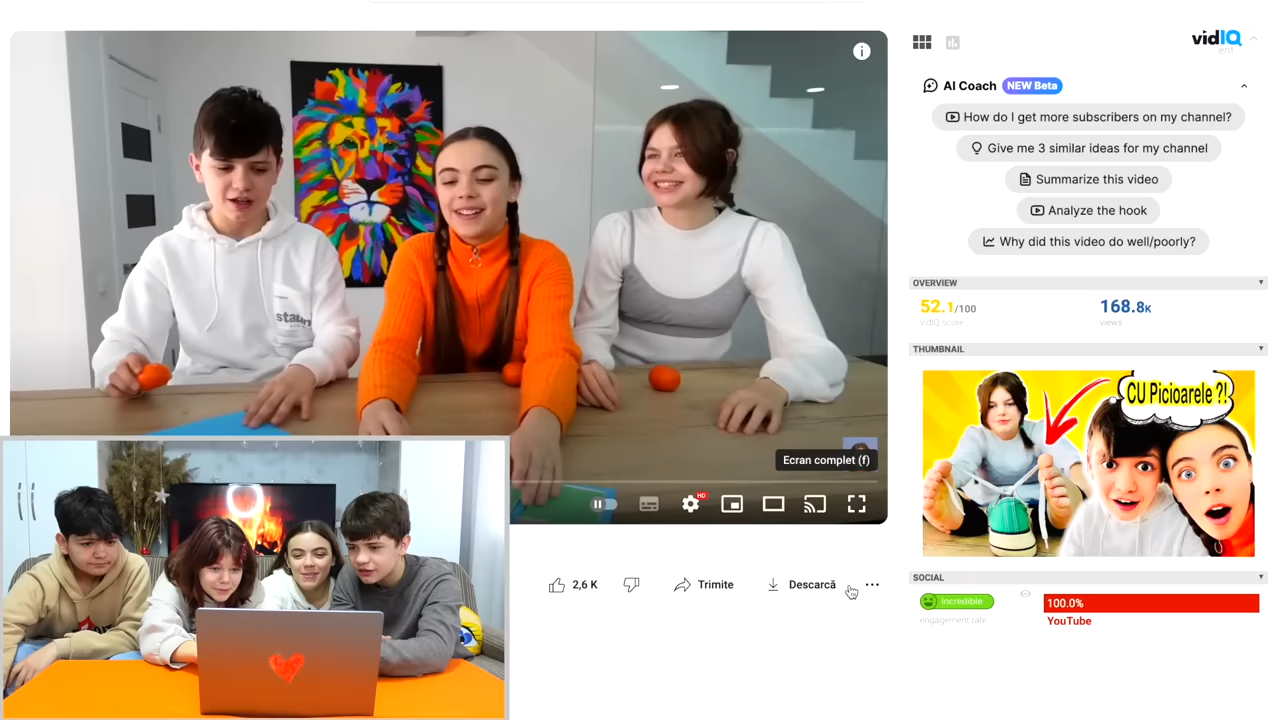 vidIQ
AI Coach NEW Beta
How do I get more subscribers on my channel?
Give me 3 similar ideas for my channel
Summarize this video
Analyze the hook
Why did this video do well/poorly?
OVERVIEW
52.1/100
168.8K
vidIQ score
views
THUMBNAIL
CU Picioarele ?!
Ecran complet (f)
HD
2,6 K
Trimite
Descarcă
SOCIAL
Incredible
100.0%
engagement rate
YouTube